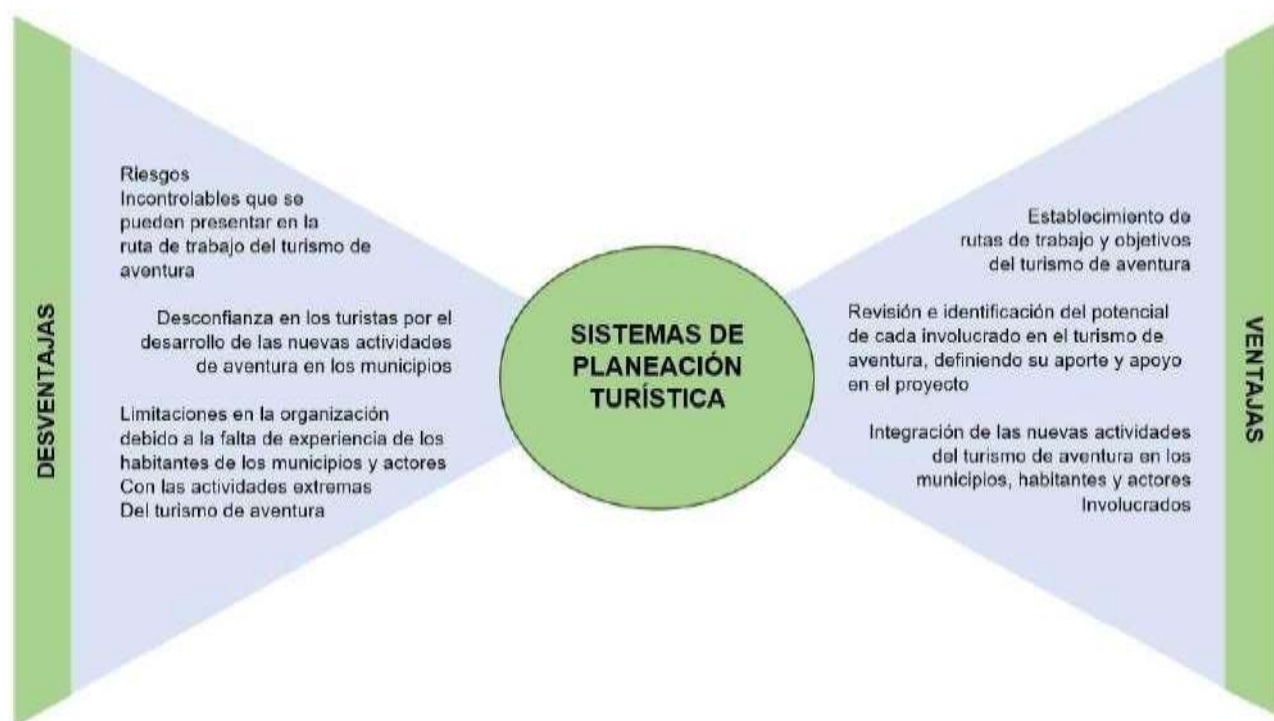 DESVENTAJAS
Riesgos
Incontrolables que se
pueden presentar en la
ruta de trabajo del turismo de
aventura
Desconfianza en los turistas por el
desarrollo de las nuevas actividades
de aventura en los municipios
Limitaciones en la organización
debido a la falta de experiencia de los
habitantes de los municipios y actores
Con las actividades extremas
Del turismo de aventura
SISTEMAS DE
PLANEACIÓN
TURÍSTICA
Establecimiento de
rutas de trabajo y objetivos
del turismo de aventura
Revisión e identificación del potencial
de cada involucrado en el turismo de
aventura, definiendo su aporte y apoyo
en el proyecto
Integración de las nuevas actividades
del turismo de aventura en los
municipios, habitantes y actores
Involucrados
VENTAJAS